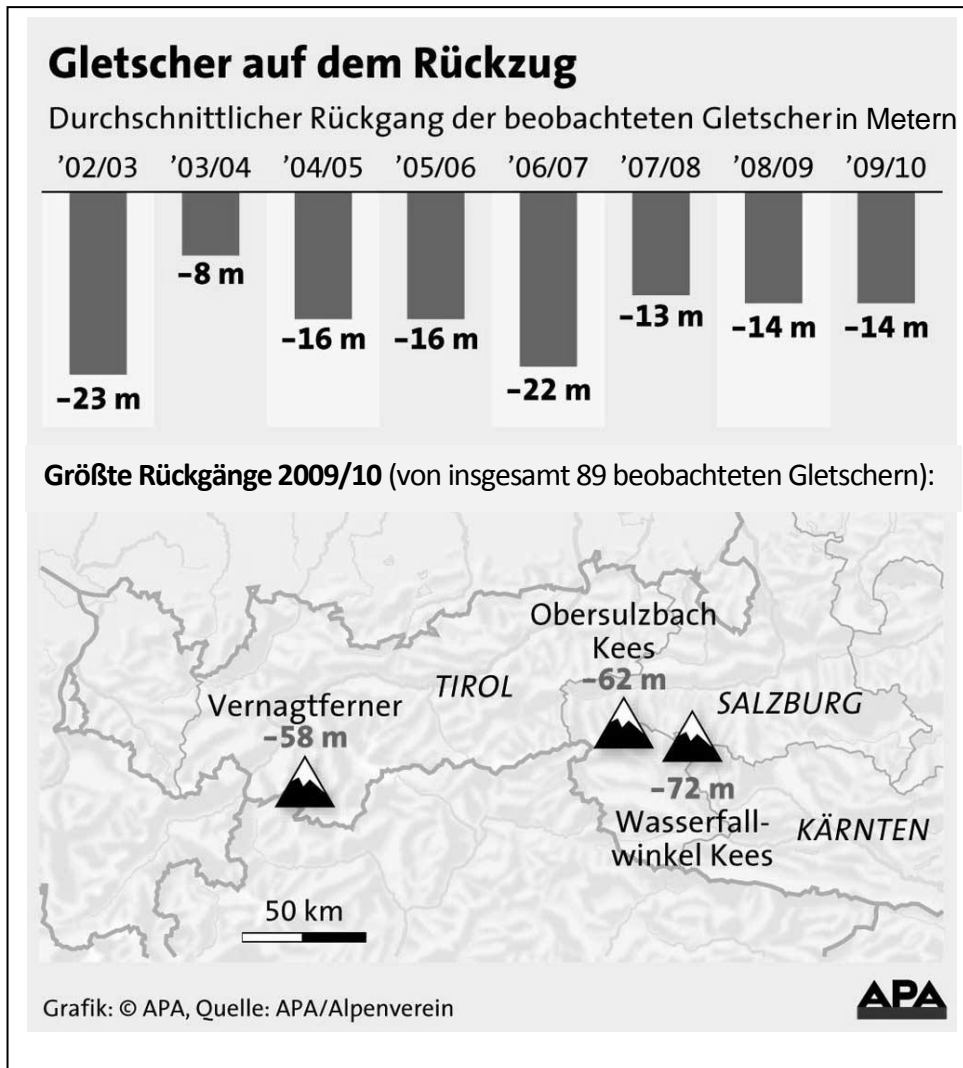 Gletscher auf dem Rückzug
Durchschnittlicher Rückgang der beobachteten Gletscher in Metern
’02/03 ’03/04 ’04/05 ’05/06 ’06/07 ’07/08 ’08/09 ’09/10
–23 m –8 m –16 m –16 m –22 m –13 m –14 m –14 m
Größte Rückgänge 2009/10 (von insgesamt 89 beobachteten Gletschern):
Obersulzbach
Kees
–62 m
TIROL
SALZBURG
Vernagtferner
–58 m
–72 m
Wasserfall-
winkel Kees
KÄRNTEN
50 km
Grafik: © APA, Quelle: APA/Alpenverein
APA